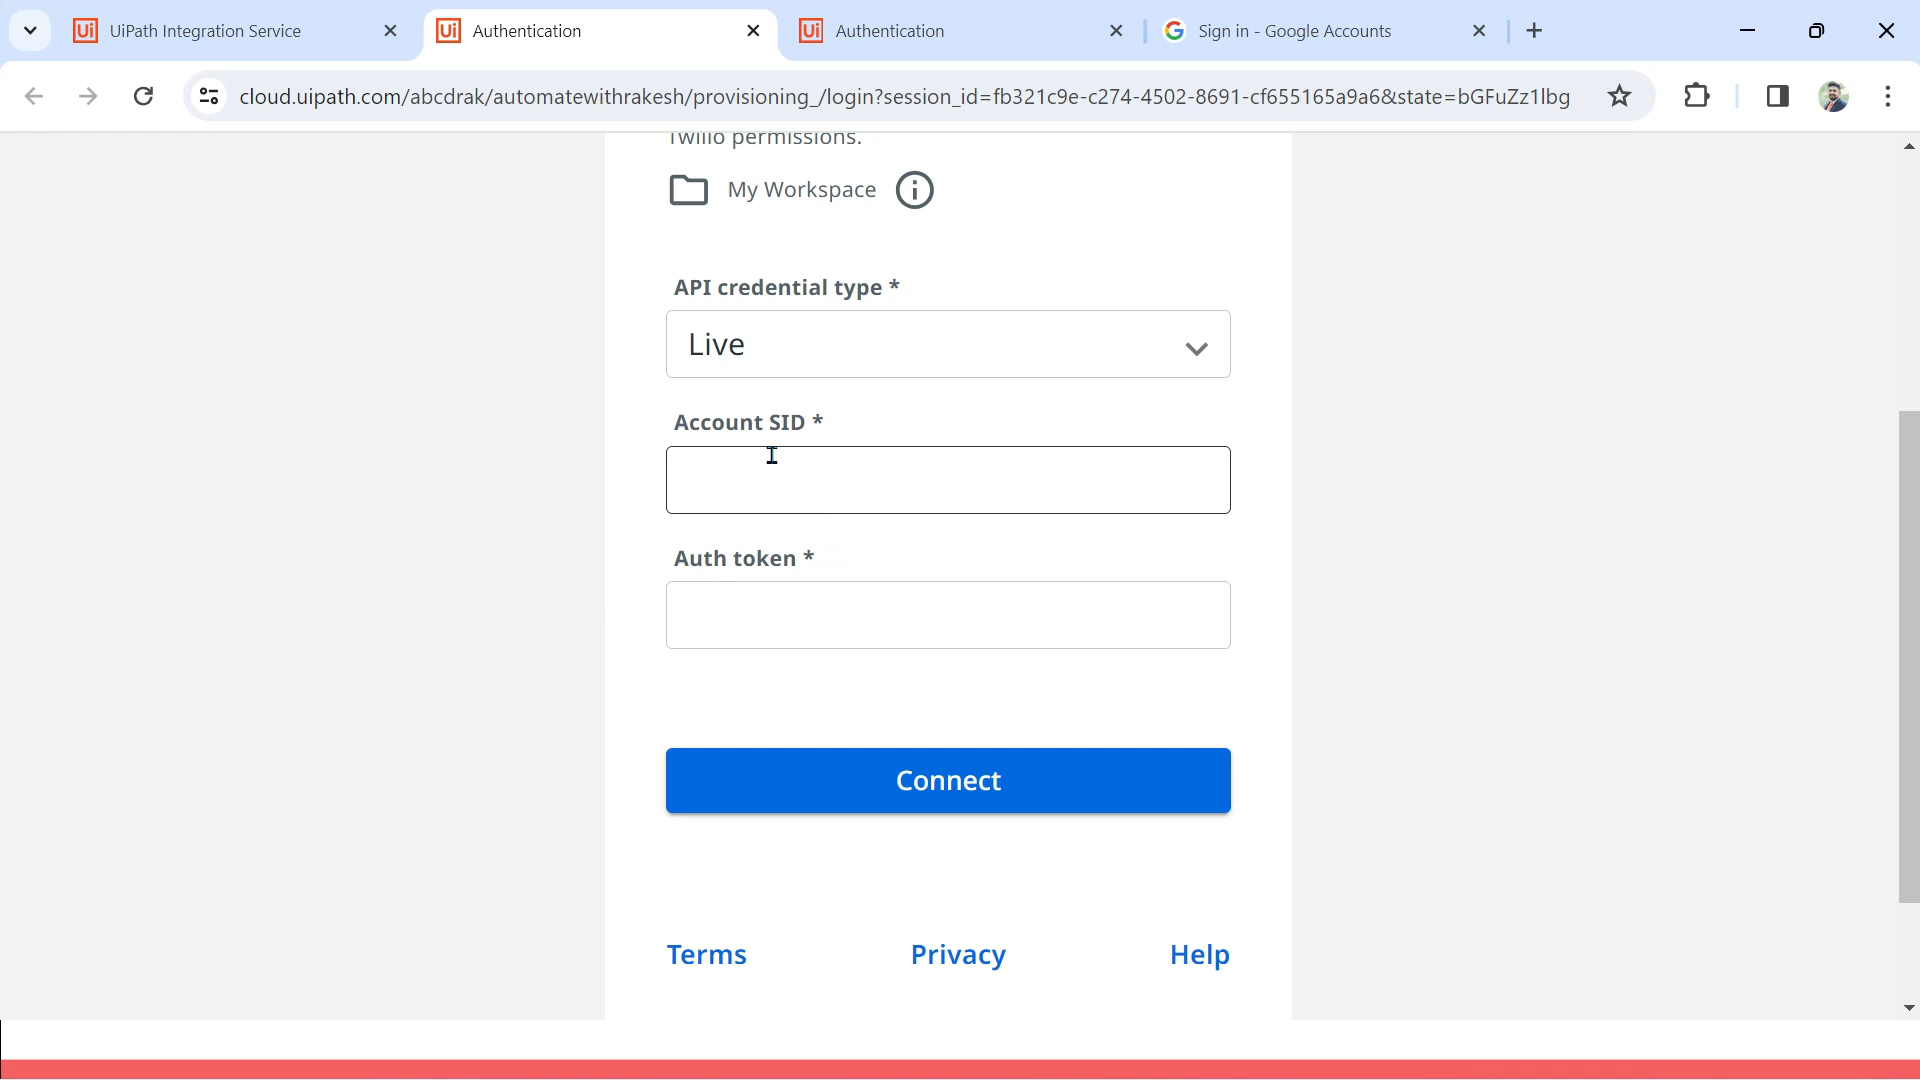 UiPath Integration Service
Authentication
Authentication
Sign in - Google Accounts
cloud.uipath.com/abcdrak/automatewithrakesh/provisioning_/login?session_id=fb321c9e-c274-4502-8691-cf655165a9a6&state=bGFuZz1lbg
Twilio permissions.
My Workspace
API credential type *
Live
Account SID *
Auth token *
Connect
Terms Privacy Help